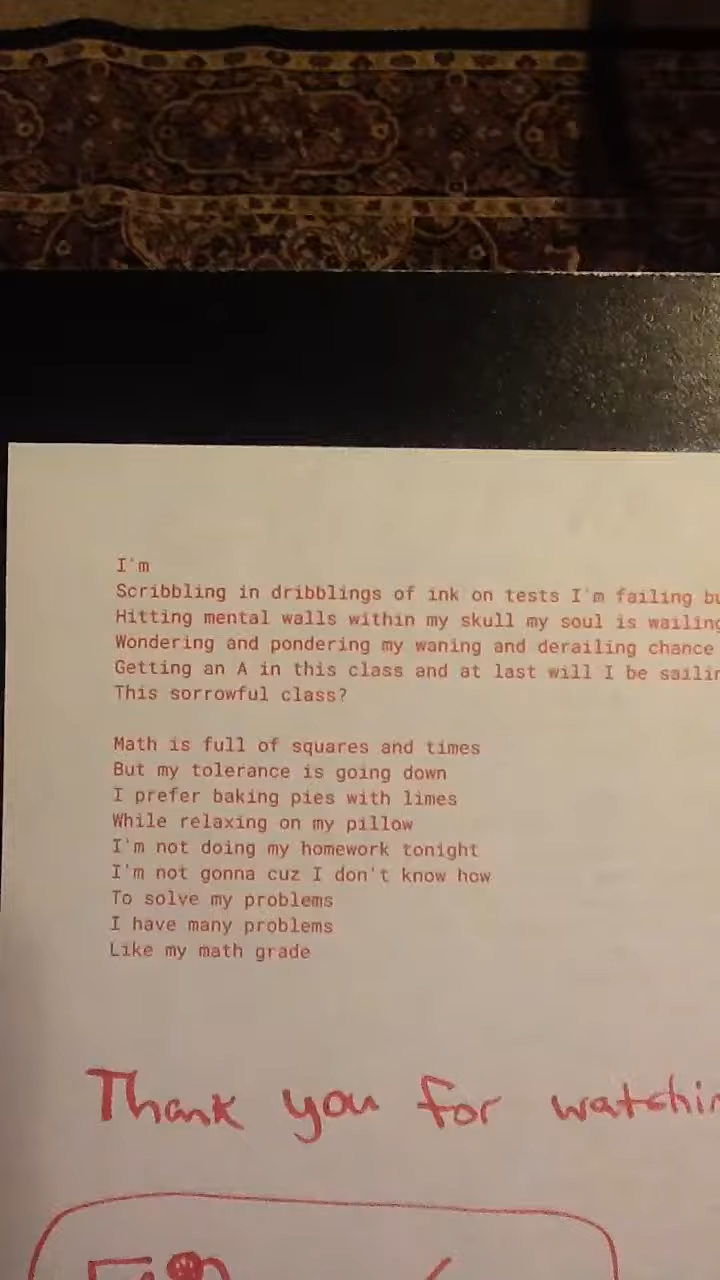 I'm
Scribbling in dribblings of ink on tests I'm failing
Hitting mental walls within my skull my soul is wailing
Wondering and pondering my waning and derailing chance
Getting an A in this class and at last will I be
This sorrowful class?
Math is full of squares and times
But my tolerance is going down
I prefer baking pies with limes
While relaxing on my pillow
I'm not doing my homework tonight
I'm not gonna cuz I don't know how
To solve my problems
I have many problems
Like my math grade
Thank you for